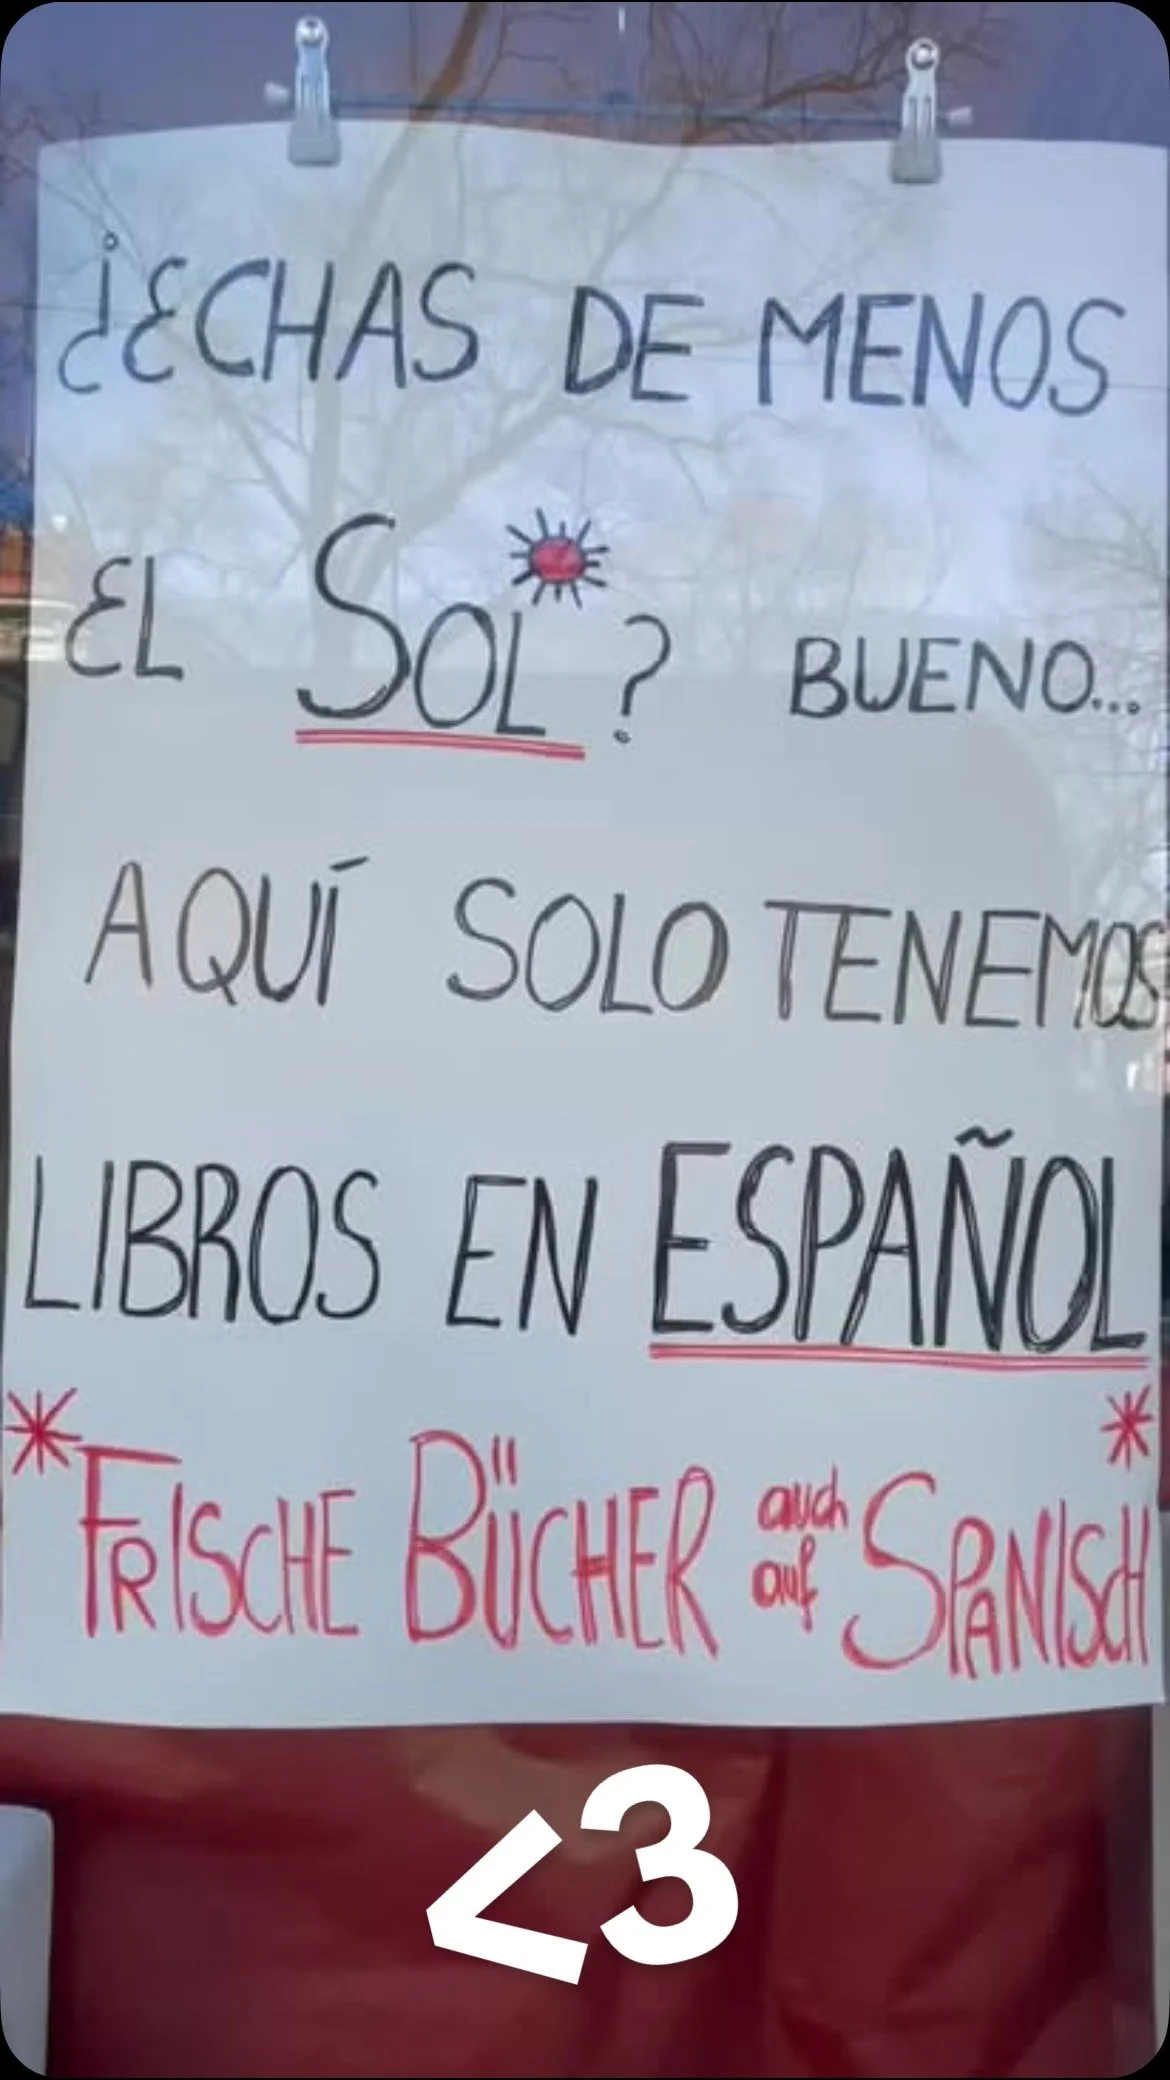 ¿ECHAS DE MENOS
EL SOL? BUENO...
AQUÍ SOLO TENEMOS
LIBROS EN ESPAÑOL
*FRISCHE BÜCHER auch auf SPANISCH*
<3